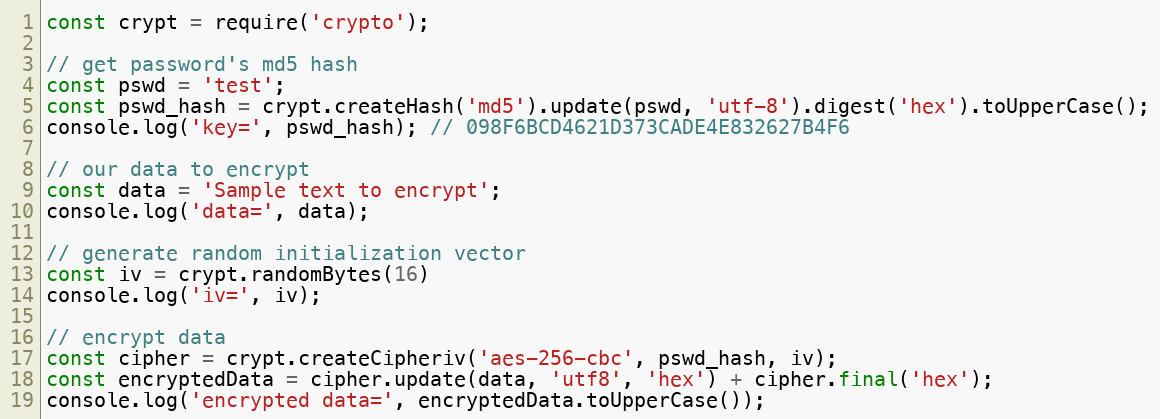 1 const crypt = require('crypto');
2
3 // get password's md5 hash
4 const pswd = 'test';
5 const pswd_hash = crypt.createHash('md5').update(pswd, 'utf-8').digest('hex').toUpperCase();
6 console.log('key=', pswd_hash); // 098F6BCD4621D373CADE4E832627B4F6
7
8 // our data to encrypt
9 const data = 'Sample text to encrypt';
10 console.log('data=', data);
11
12 // generate random initialization vector
13 const iv = crypt.randomBytes(16)
14 console.log('iv=', iv);
15
16 // encrypt data
17 const cipher = crypt.createCipheriv('aes-256-cbc', pswd_hash, iv);
18 const encryptedData = cipher.update(data, 'utf8', 'hex') + cipher.final('hex');
19 console.log('encrypted data=', encryptedData.toUpperCase());